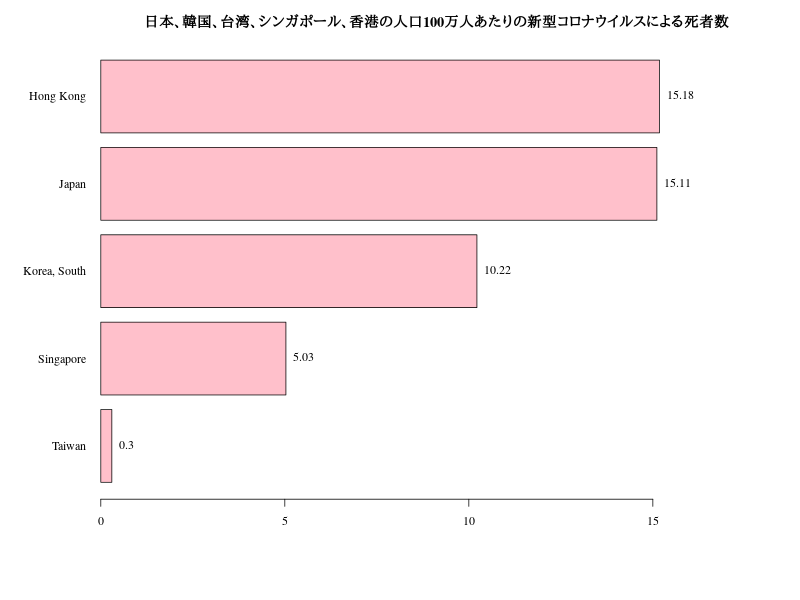 日本、韓国、台湾、シンガポール、香港の人口100万人あたりの新型コロナウイルスによる死者数
Hong Kong 15.18
Japan 15.11
Korea, South 10.22
Singapore 5.03
Taiwan 0.3
0 5 10 15